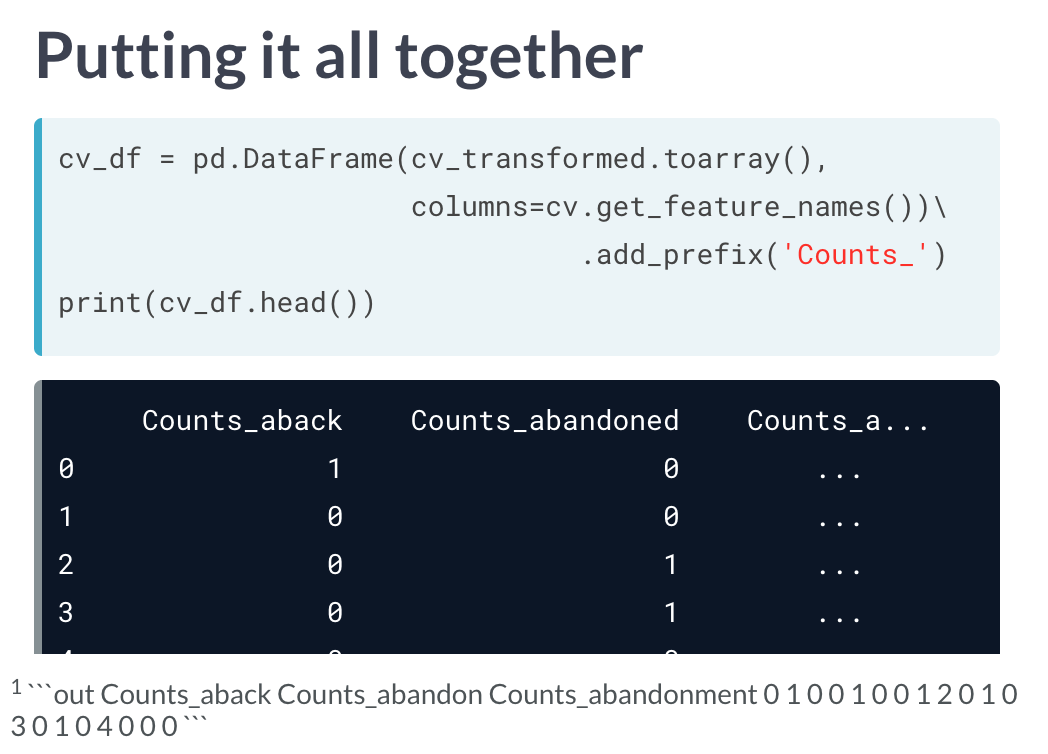 Putting it all together
cv_df = pd.DataFrame(cv_transformed.toarray(),
columns=cv.get_feature_names())\
.add_prefix('Counts_')
print(cv_df.head())
Counts_aback Counts_abandoned Counts_a...
0 1 0 ...
1 0 0 ...
2 0 1 ...
3 0 1 ...
1 ```out Counts_aback Counts_abandon Counts_abandonment 0 1 0 0 1 0 0 1 2 0 1 0
3 0 1 0 4 0 0 0 ```